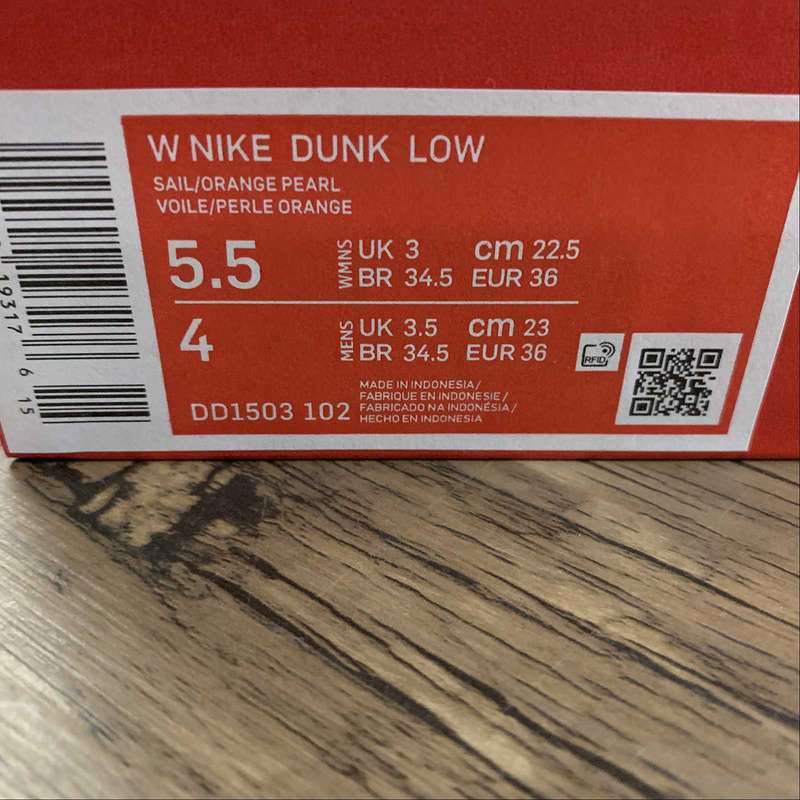 W NIKE DUNK LOW
SAIL/ORANGE PEARL
VOILE/PERLE ORANGE
5.5
WMNS
UK 3 cm 22.5
BR 34.5 EUR 36
4
MENS
UK 3.5 cm 23
BR 34.5 EUR 36
RFID
DD1503 102
MADE IN INDONESIA/
FABRIQUE EN INDONESIE/
FABRICADO NA INDONÉSIA/
HECHO EN INDONESIA
19317 6 15